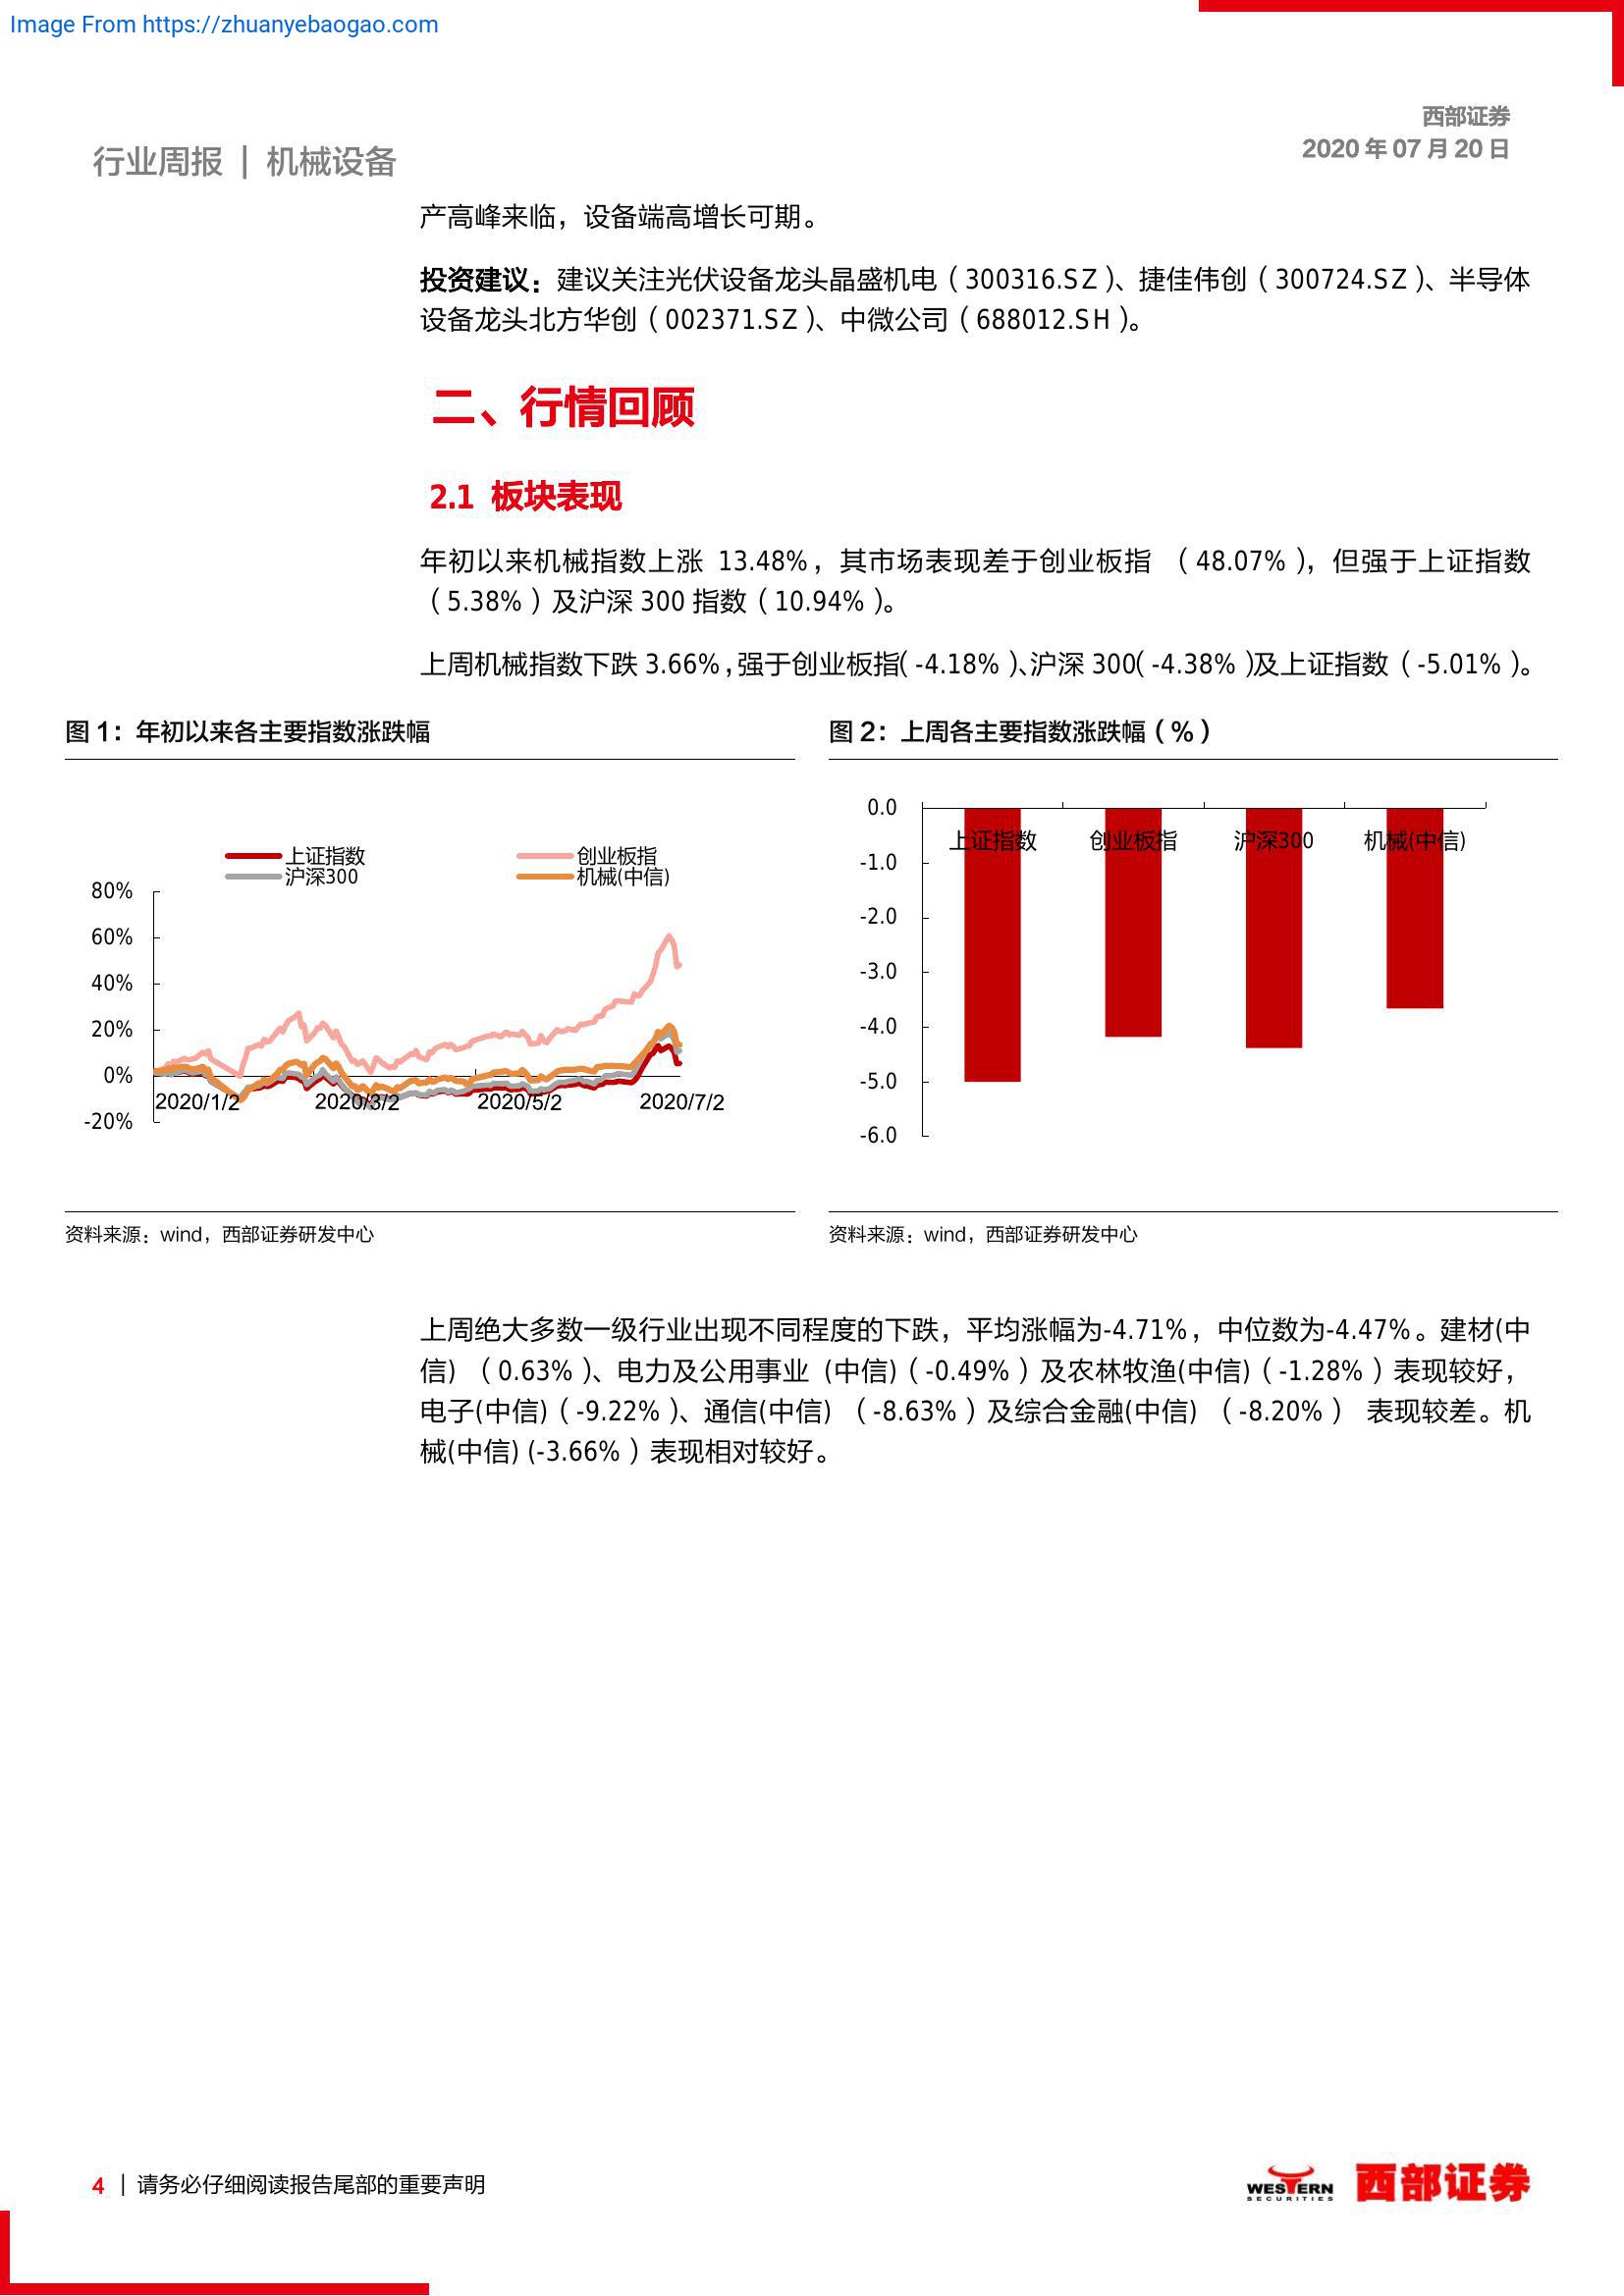 Image From https://zhuanyebaogao.com
西部证券
2020 年 07 月 20 日
行业周报 | 机械设备
产高峰来临，设备端高增长可期。
投资建议：建议关注光伏设备龙头晶盛机电（300316.SZ）、捷佳伟创（300724.SZ）、半导体
设备龙头北方华创（002371.SZ）、中微公司（688012.SH）。
二、行情回顾
2.1 板块表现
年初以来机械指数上涨 13.48%，其市场表现差于创业板指 （48.07%），但强于上证指数
（5.38%）及沪深 300 指数（10.94%）。
上周机械指数下跌 3.66%，强于创业板指（-4.18%）、沪深 300（-4.38%）及上证指数（-5.01%）。
图 1：年初以来各主要指数涨跌幅
上证指数
创业板指
沪深300
机械(中信)
80%
60%
40%
20%
0%
-20%
2020/1/2
2020/3/2
2020/5/2
2020/7/2
资料来源：wind，西部证券研发中心
图 2：上周各主要指数涨跌幅（%）
0.0
-1.0
-2.0
-3.0
-4.0
-5.0
-6.0
上证指数
创业板指
沪深300
机械(中信)
资料来源：wind，西部证券研发中心
上周绝大多数一级行业出现不同程度的下跌，平均涨幅为-4.71%，中位数为-4.47%。建材(中
信) （0.63%）、电力及公用事业 (中信)（-0.49%）及农林牧渔(中信)（-1.28%）表现较好，
电子(中信)（-9.22%）、通信(中信) （-8.63%）及综合金融(中信) （-8.20%） 表现较差。机
械(中信) (-3.66%）表现相对较好。
4 | 请务必仔细阅读报告尾部的重要声明
WESTERN
SECURITIES
西部证券